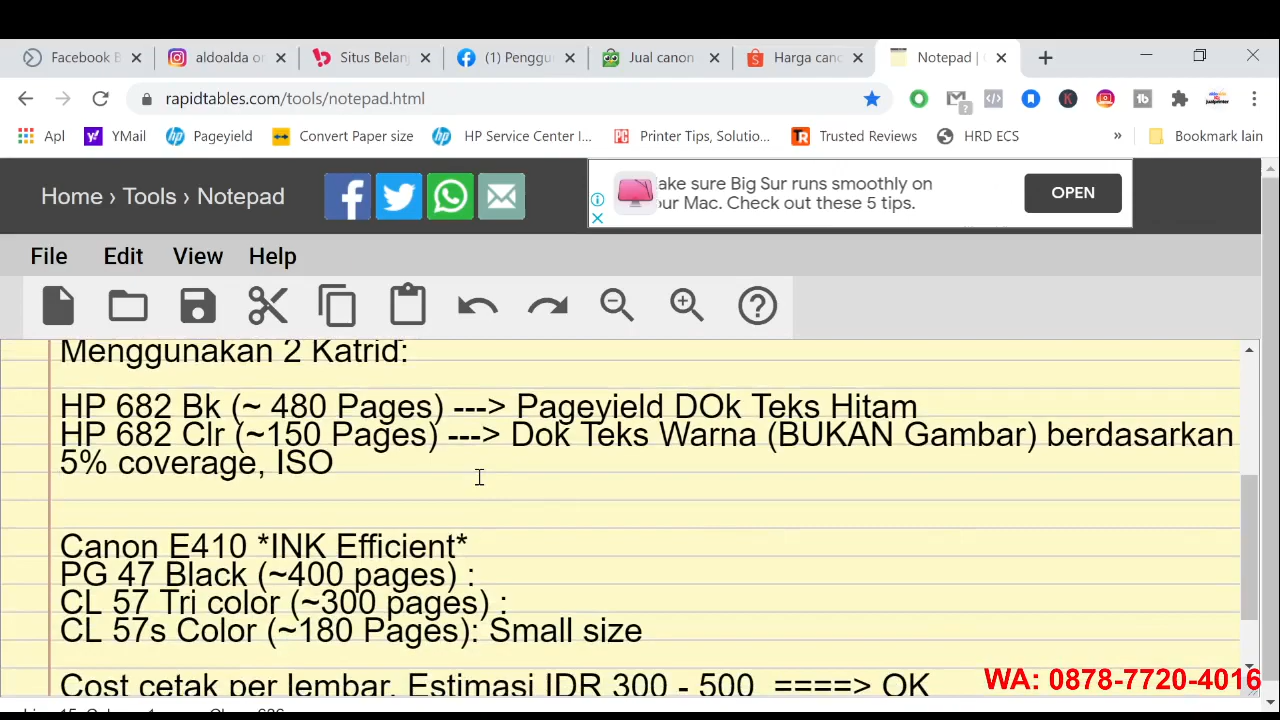 Facebook B
aldoalda on
Situs Belan
(1) Penggu
Jual canon
Harga cano
Notepad |
rapidtables.com/tools/notepad.html
Apl
YMail
Pageyield
Convert Paper size
HP Service Center I...
Printer Tips, Solutio...
Trusted Reviews
HRD ECS
»
Bookmark lain
Home › Tools › Notepad
ake sure Big Sur runs smoothly on
our Mac. Check out these 5 tips.
OPEN
File Edit View Help
Menggunakan 2 Katrid:
HP 682 Bk (~ 480 Pages) ---> Pageyield DOk Teks Hitam
HP 682 Clr (~150 Pages) ---> Dok Teks Warna (BUKAN Gambar) berdasarkan
5% coverage, ISO
Canon E410 *INK Efficient*
PG 47 Black (~400 pages) :
CL 57 Tri color (~300 pages) :
CL 57s Color (~180 Pages): Small size
Cost cetak per lembar. Estimasi IDR 300 - 500 ====> OK
WA: 0878-7720-4016